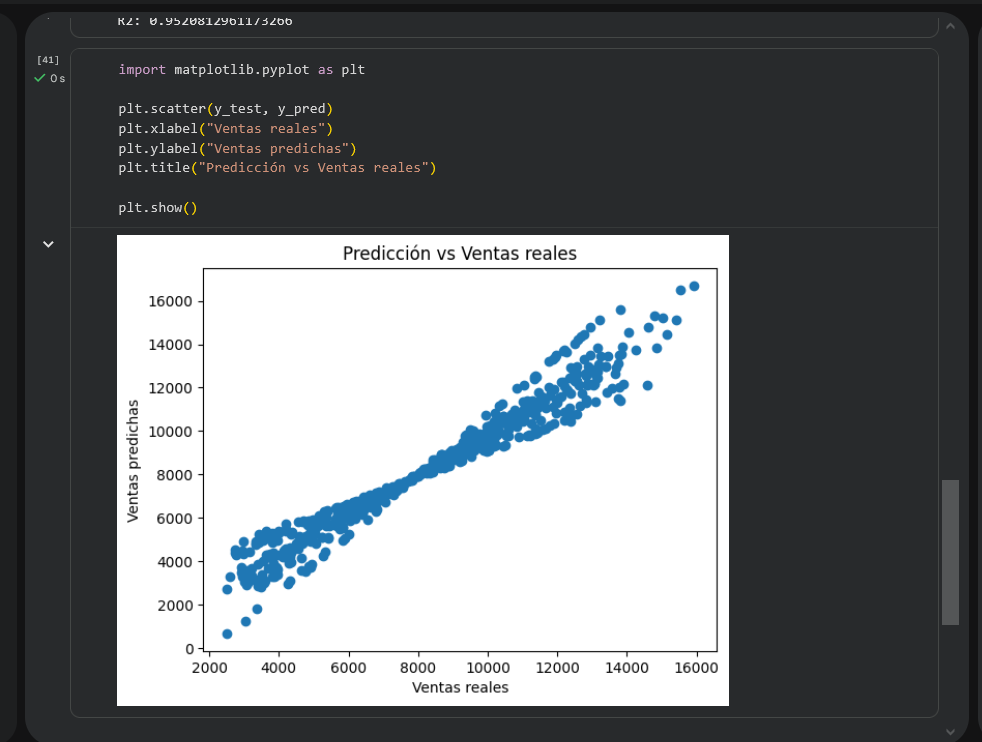 R2: 0.9520812961173266
[41]
0 s
import matplotlib.pyplot as plt
plt.scatter(y_test, y_pred)
plt.xlabel("Ventas reales")
plt.ylabel("Ventas predichas")
plt.title("Predicción vs Ventas reales")
plt.show()
Predicción vs Ventas reales
16000
14000
12000
10000
8000
6000
4000
2000
0
Ventas predichas
2000 4000 6000 8000 10000 12000 14000 16000
Ventas reales